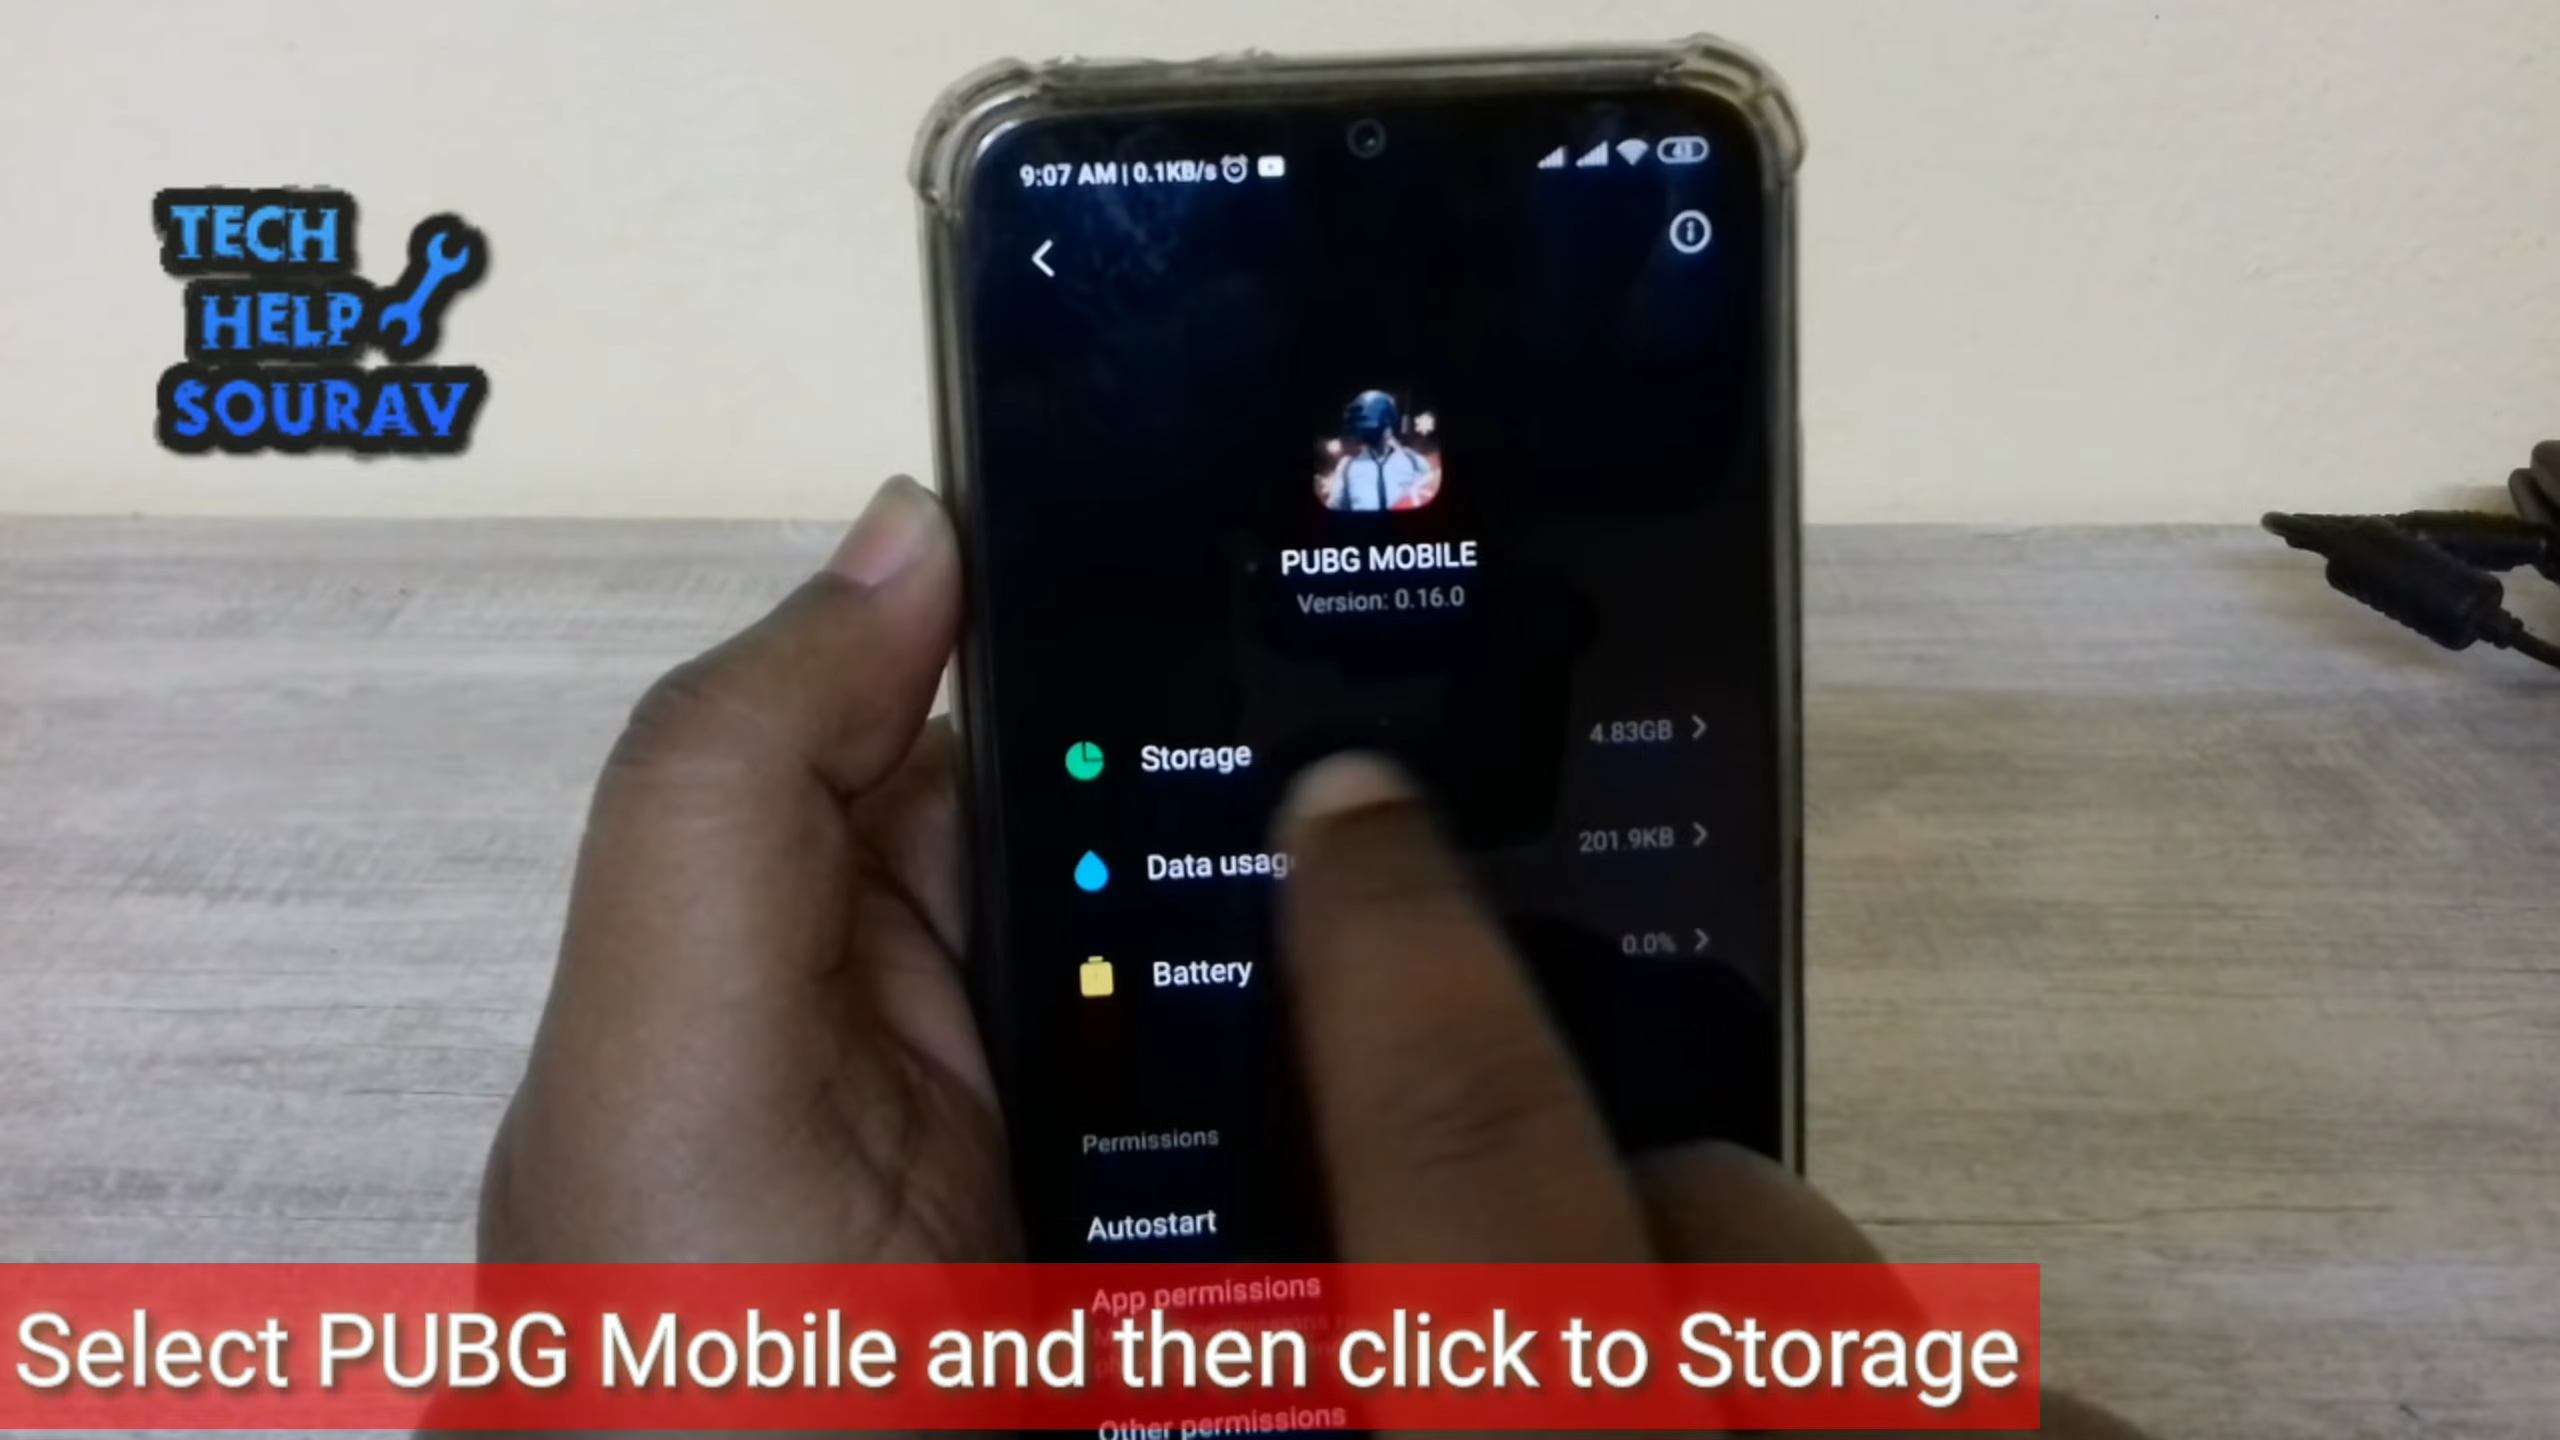 TECH
HELP
SOURAV
9:07 AM | 0.1KB/s
43
PUBG MOBILE
Version: 0.16.0
Storage
4.83GB
Data usag
201.9KB
Battery
0.0%
Permissions
Autostart
App permissions
Select PUBG Mobile and then click to Storage
Other permissions